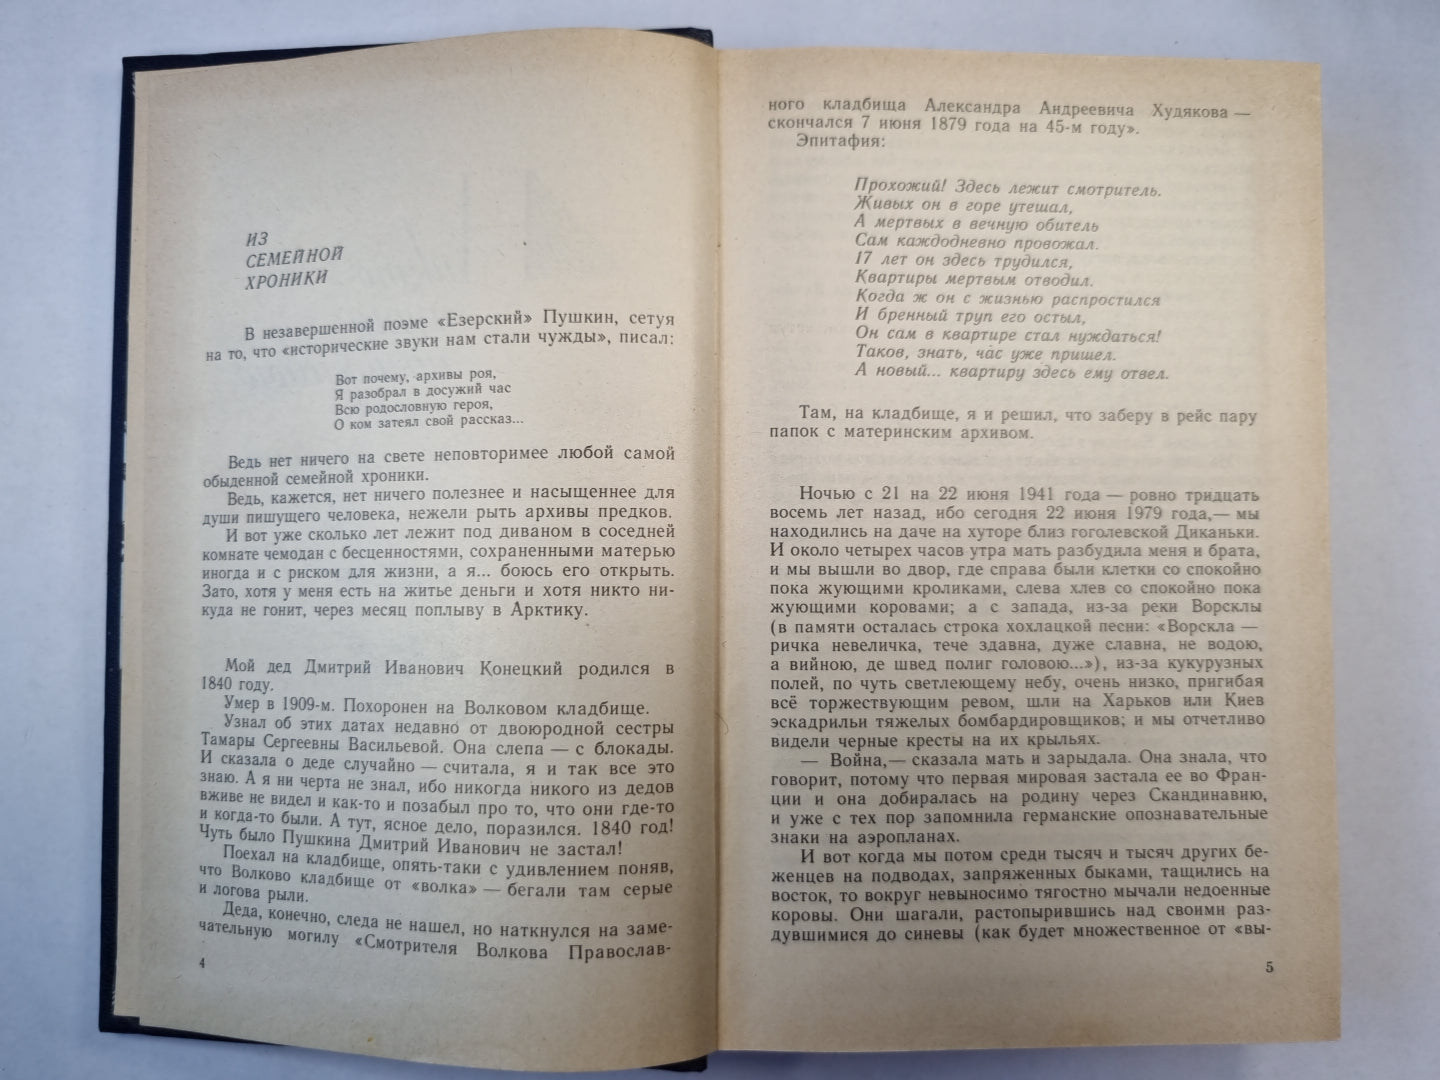 ИЗ
СЕМЕЙНОЙ
ХРОНИКИ
В незавершенной поэме «Езерский» Пушкин, сетуя
на то, что «исторические звуки нам стали чужды», писал:
Вот почему, архивы роя,
Я разобрал в досужий час
Всю родословную героя,
О ком затеял свой рассказ...
Ведь нет ничего на свете неповторимее любой самой
обыденной семейной хроники.
Ведь, кажется, нет ничего полезнее и насыщеннее для
души пишущего человека, нежели рыть архивы предков.
И вот уже сколько лет лежит под диваном в соседней
комнате чемодан с бесценностями, сохраненными матерью
иногда и с риском для жизни, а я... боюсь его открыть.
Зато, хотя у меня есть на житье деньги и хотя никто ни-
куда не гонит, через месяц поплыву в Арктику.
Мой дед Дмитрий Иванович Конецкий родился в
1840 году.
Умер в 1909-м. Похоронен на Волковом кладбище.
Узнал об этих датах недавно от двоюродной сестры
Тамары Сергеевны Васильевой. Она слепа — с блокады.
И сказала о деде случайно — считала, я и так все это
знаю. А я ни черта не знал, ибо никогда никого из дедов
вживе не видел и как-то и позабыл про то, что они где-то
и когда-то были. А тут, ясное дело, поразился. 1840 год!
Чуть было Пушкина Дмитрий Иванович не застал!
Поехал на кладбище, опять-таки с удивлением поняв,
что Волково кладбище от «волка» — бегали там серые
и логова рыли.
Деда, конечно, следа не нашел, но наткнулся на заме-
чательную могилу «Смотрителя Волкова Православ-
4
ного кладбища Александра Андреевича Худякова —
скончался 7 июня 1879 года на 45-м году».
Эпитафия:
Прохожий! Здесь лежит смотритель.
Живых он в горе утешал,
А мертвых в вечную обитель
Сам каждодневно провожал.
17 лет он здесь трудился,
Квартиры мертвым отводил.
Когда ж он с жизнью распростился
И бренный труп его остыл,
Он сам в квартире стал нуждаться!
Таков, знать, час уже пришел.
А новый... квартиру здесь ему отвел.
Там, на кладбище, я и решил, что заберу в рейс пару
папок с материнским архивом.
Ночью с 21 на 22 июня 1941 года — ровно тридцать
восемь лет назад, ибо сегодня 22 июня 1979 года,— мы
находились на даче на хуторе близ гоголевской Диканьки.
И около четырех часов утра мать разбудила меня и брата,
и мы вышли во двор, где справа были клетки со спокойно
пока жующими кроликами, слева хлев со спокойно пока
жующими коровами; а с запада, из-за реки Ворсклы
(в памяти осталась строка хохлацкой песни: «Ворскла —
ричка невеличка, тече здавна, дуже славна, не водою,
а вийною, де швед полиг головою...»), из-за кукурузных
полей, по чуть светлеющему небу, очень низко, пригибая
всё торжествующим ревом, шли на Харьков или Киев
эскадрильи тяжелых бомбардировщиков; и мы отчетливо
видели черные кресты на их крыльях.
— Война,— сказала мать и зарыдала. Она знала, что
говорит, потому что первая мировая застала ее во Фран-
ции и она добиралась на родину через Скандинавию,
и уже с тех пор запомнила германские опознавательные
знаки на аэропланах.
И вот когда мы потом среди тысяч и тысяч других бе-
женцев на подводах, запряженных быками, тащились на
восток, то вокруг невыносимо тягостно мычали недоенные
коровы. Они шагали, растопырившись над своими раз-
дувшимися до синевы (как будет множественное от «вы-
5